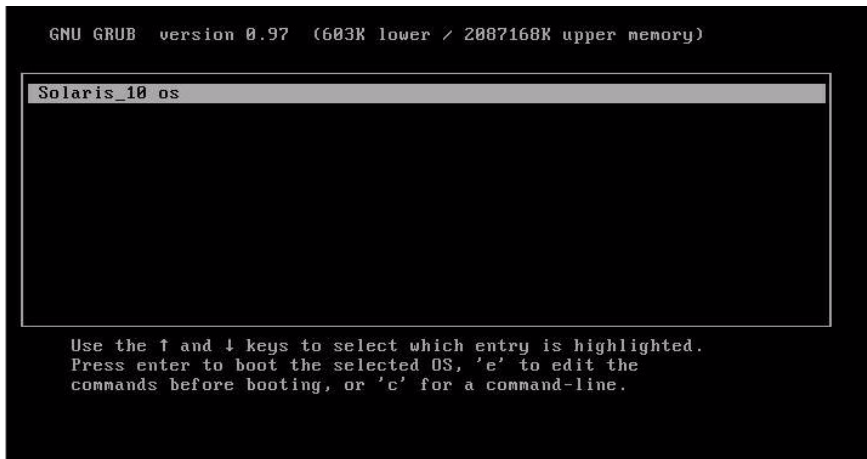 GNU GRUB  version 0.97  (603K lower / 2087168K upper memory)
Solaris_10 os
Use the ↑ and ↓ keys to select which entry is highlighted.
Press enter to boot the selected OS, 'e' to edit the
commands before booting, or 'c' for a command-line.